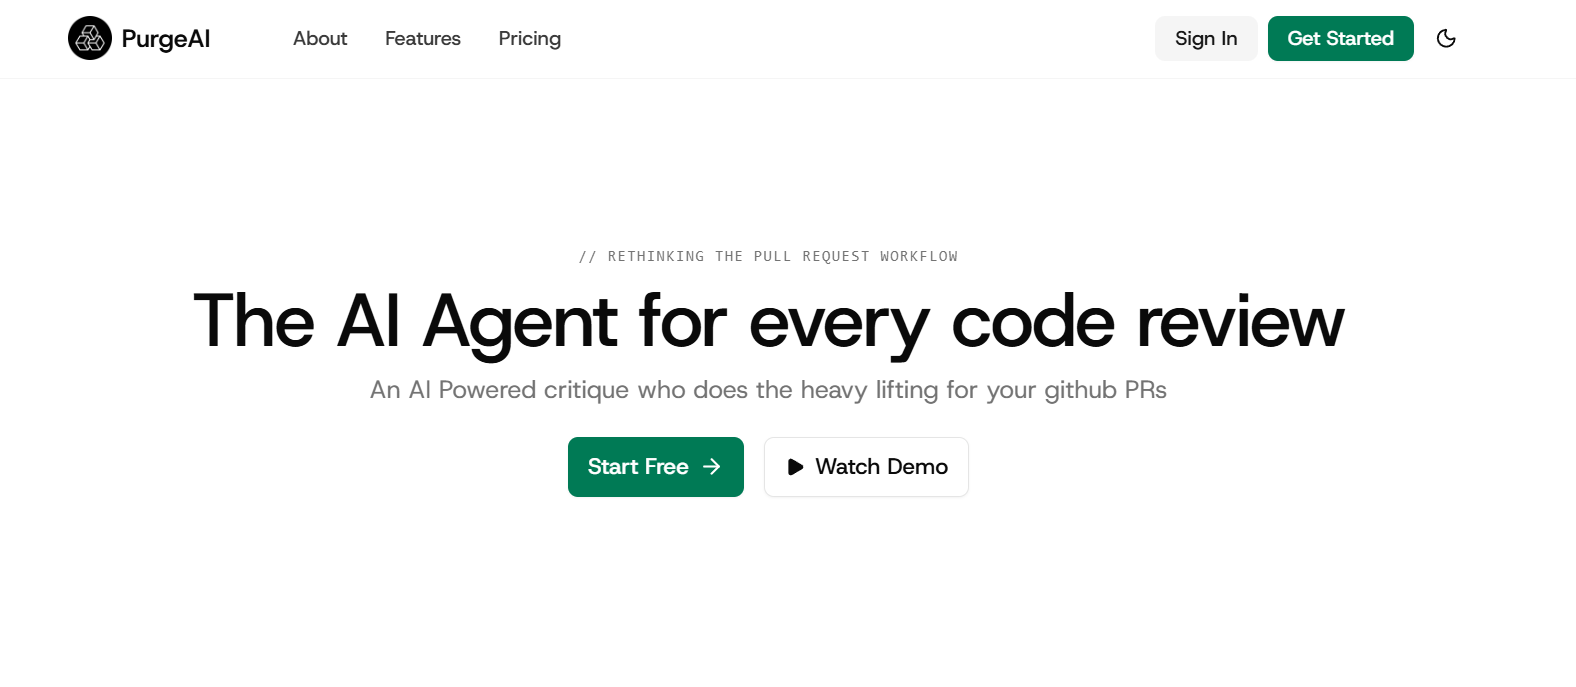 PurgeAI
About
Features
Pricing
Sign In
Get Started
// RETHINKING THE PULL REQUEST WORKFLOW
The AI Agent for every code review
An AI Powered critique who does the heavy lifting for your github PRs
Start Free
Watch Demo